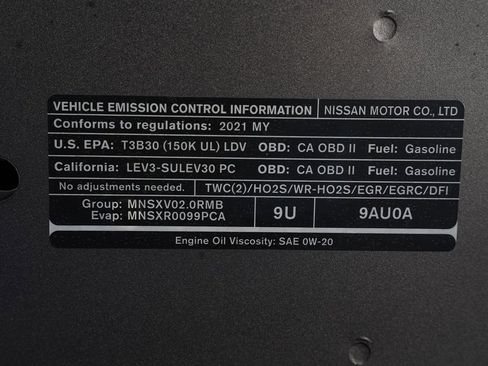 VEHICLE EMISSION CONTROL INFORMATION NISSAN MOTOR CO., LTD
Conforms to regulations: 2021 MY
U.S. EPA: T3B30 (150K UL) LDV OBD: CA OBD II Fuel: Gasoline
California: LEV3-SULEV30 PC OBD: CA OBD II Fuel: Gasoline
No adjustments needed. TWC(2)/HO2S/WR-HO2S/EGR/EGRC/DFI
Group: MNSXV02.0RMB
Evap: MNSXR0099PCA
9U
9AU0A
Engine Oil Viscosity: SAE 0W-20